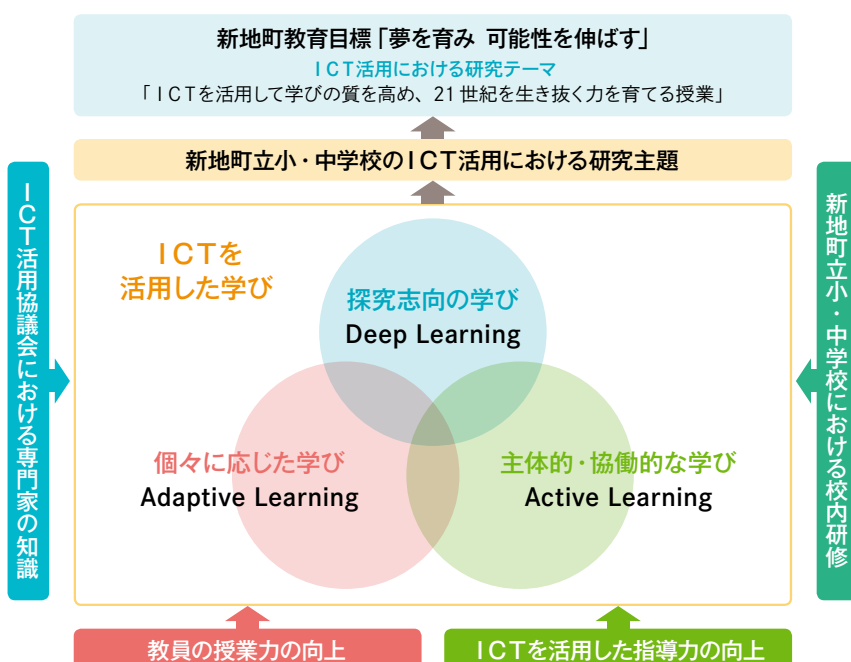 新地町教育目標「夢を育み 可能性を伸ばす」
ICT活用における研究テーマ
「ICTを活用して学びの質を高め、21世紀を生き抜く力を育てる授業」
新地町立小・中学校のICT活用における研究主題
ICT活用協議会における専門家の知識
ICTを
活用した学び
探究志向の学び
Deep Learning
個々に応じた学び
Adaptive Learning
主体的・協働的な学び
Active Learning
新地町立小・中学校における校内研修
教員の授業力の向上
ICTを活用した指導力の向上